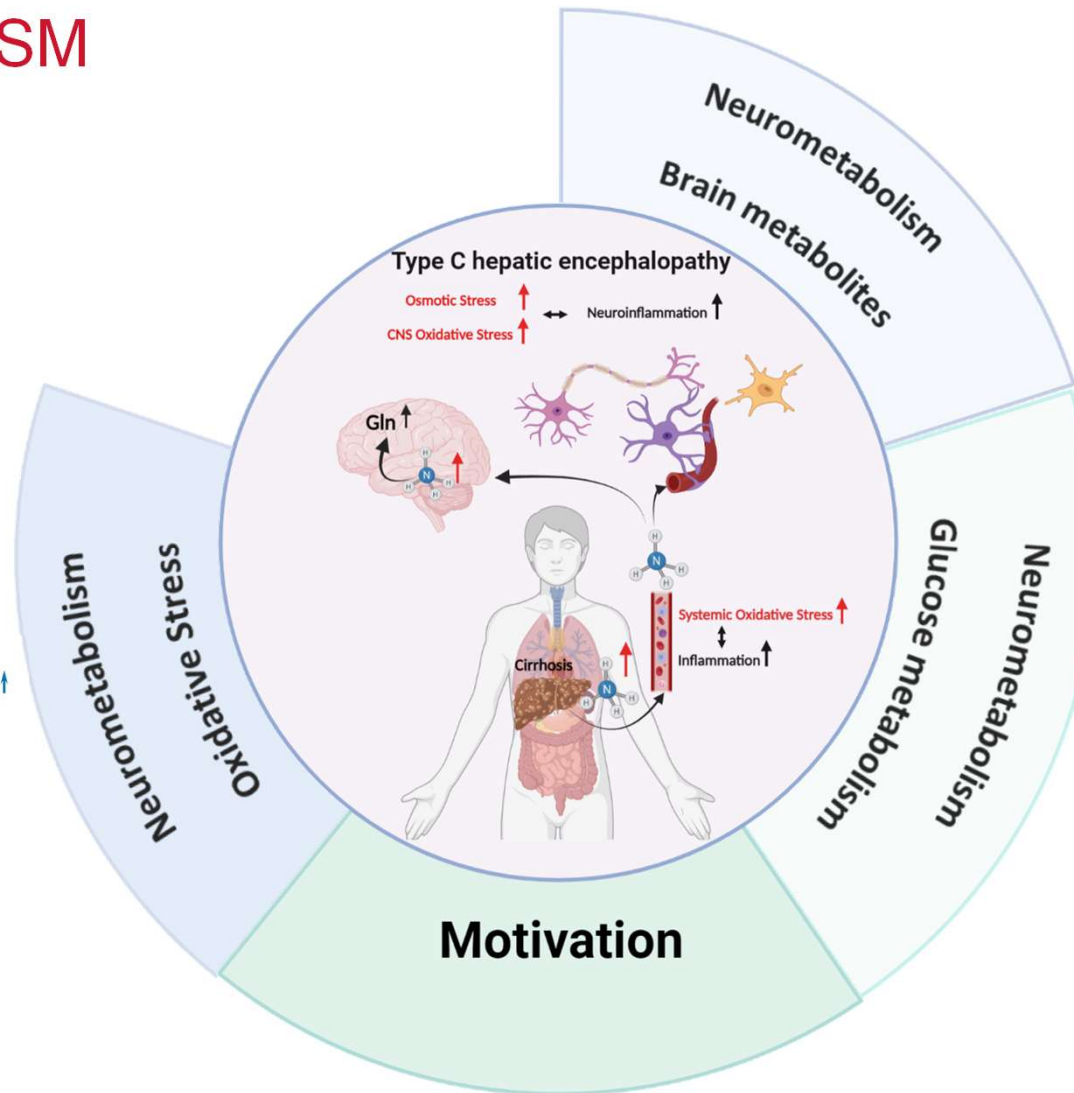 SM
Neurometabolism
Brain metabolites
Type C hepatic encephalopathy
Osmotic Stress
Neuroinflammation
CNS Oxidative Stress
Gln
N
H
H
H
H
H
N
H
H
H
Neurometabolism
Glucose metabolism
Systemic Oxidative Stress
Inflammation
Cirrhosis
H
N
H
H
H
Oxidative Stress
Neurometabolism
Motivation